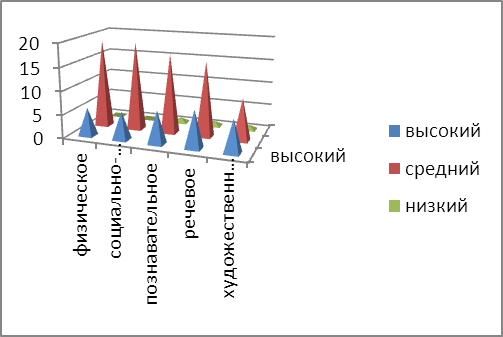 20
15
10
5
0
физическое
социально-...
познавательное
речевое
художественн...
высокий
высокий
средний
низкий